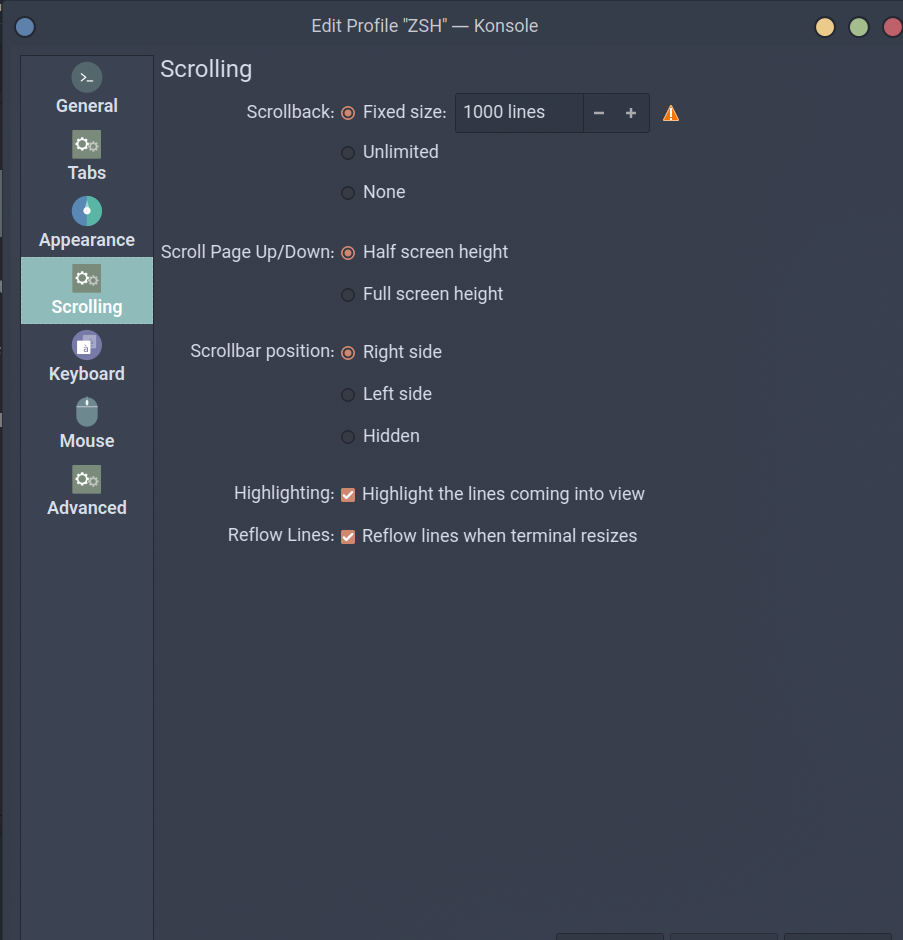 Edit Profile "ZSH" — Konsole
General
Tabs
Appearance
Scrolling
Keyboard
Mouse
Advanced
Scrolling
Scrollback: Fixed size: 1000 lines − +
Unlimited
None
Scroll Page Up/Down: Half screen height
Full screen height
Scrollbar position: Right side
Left side
Hidden
Highlighting: Highlight the lines coming into view
Reflow Lines: Reflow lines when terminal resizes